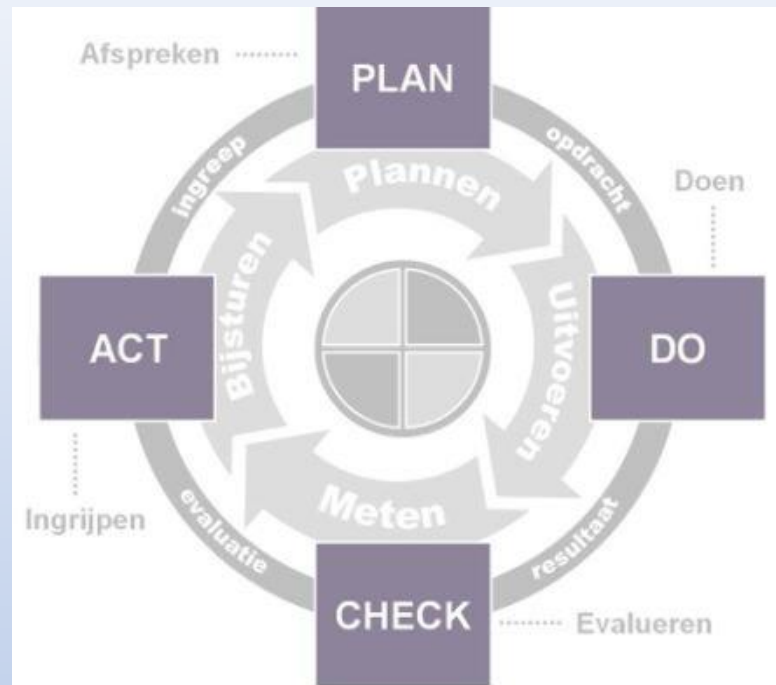 Afspreken
PLAN
ingreep
Plannen
opdracht
Doen
Bijsturen
Uitvoeren
ACT
DO
Ingrijpen
evaluatie
Meten
resultaat
CHECK
Evalueren